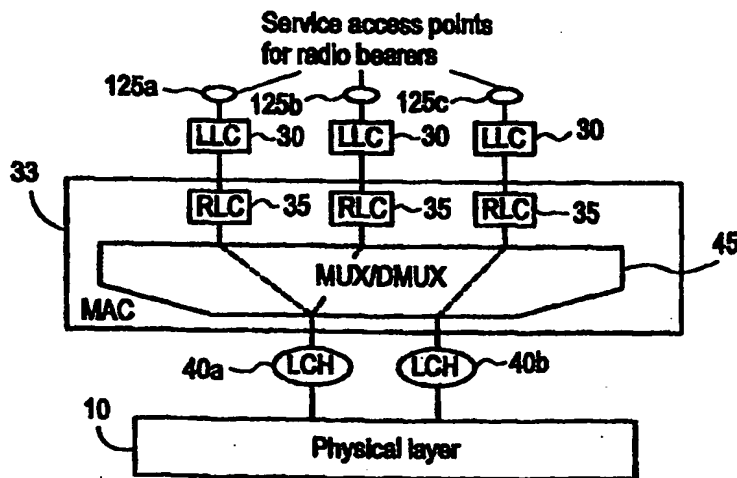 Service access points
for radio bearers
125a 125b 125c
LLC 30 LLC 30 LLC 30
33
RLC 35 RLC 35 RLC 35
45
MUX/DMUX
MAC
40a LCH LCH 40b
10
Physical layer